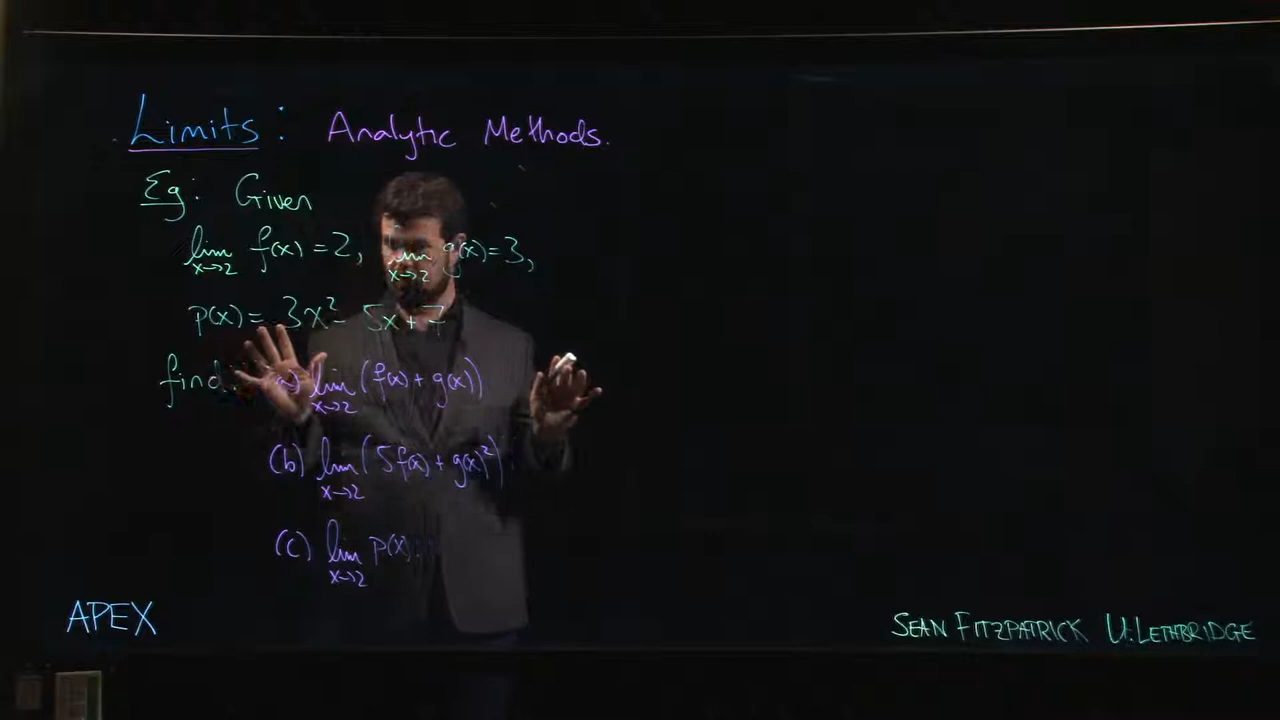 Limits: Analytic Methods.
Eg: Given
lim x→2 f(x) = 2, lim x→2 g(x) = 3,
p(x) = 3x² - 5x + 7
find: (a) lim x→2 (f(x) + g(x))
(b) lim x→2 (5f(x) + g(x)²)
(c) lim x→2 p(x)
APEX
SEAN FITZPATRICK U. LETHBRIDGE